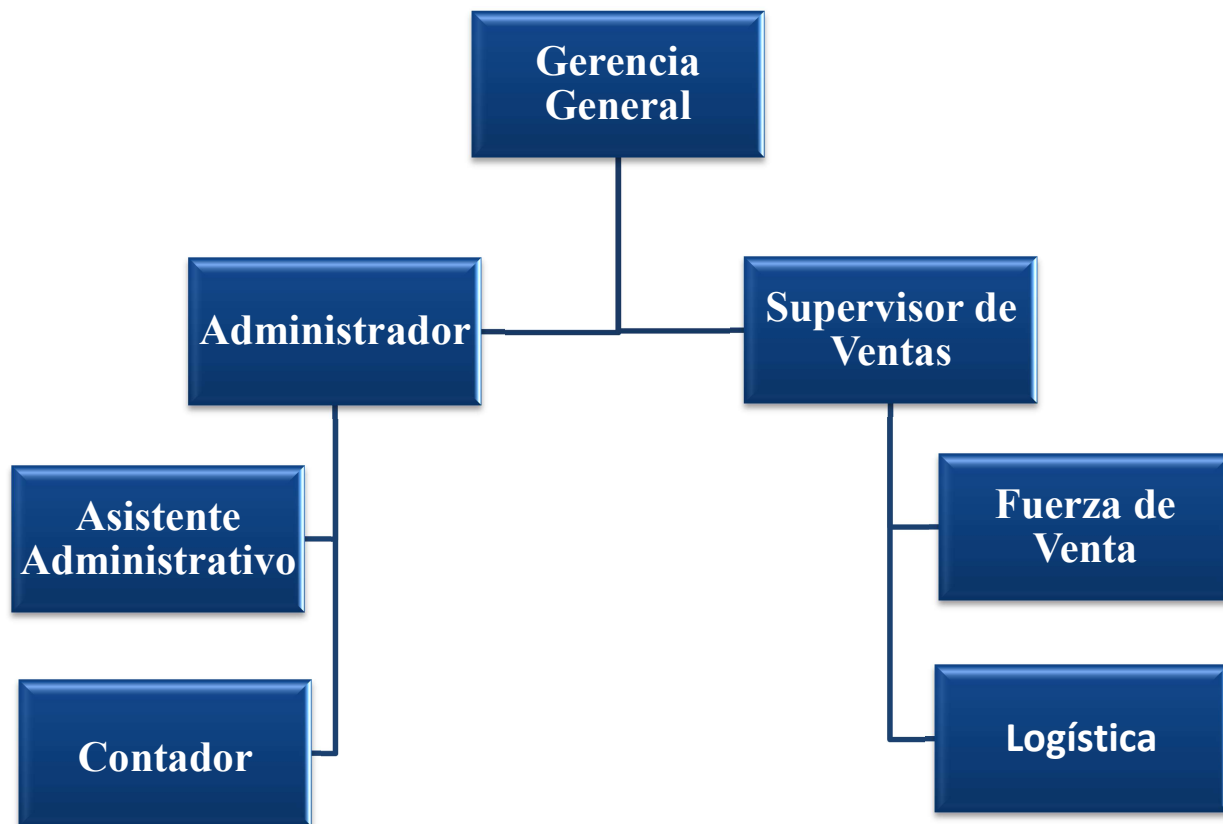 Gerencia
General
Administrador
Supervisor de
Ventas
Asistente
Administrativo
Fuerza de
Venta
Contador
Logística